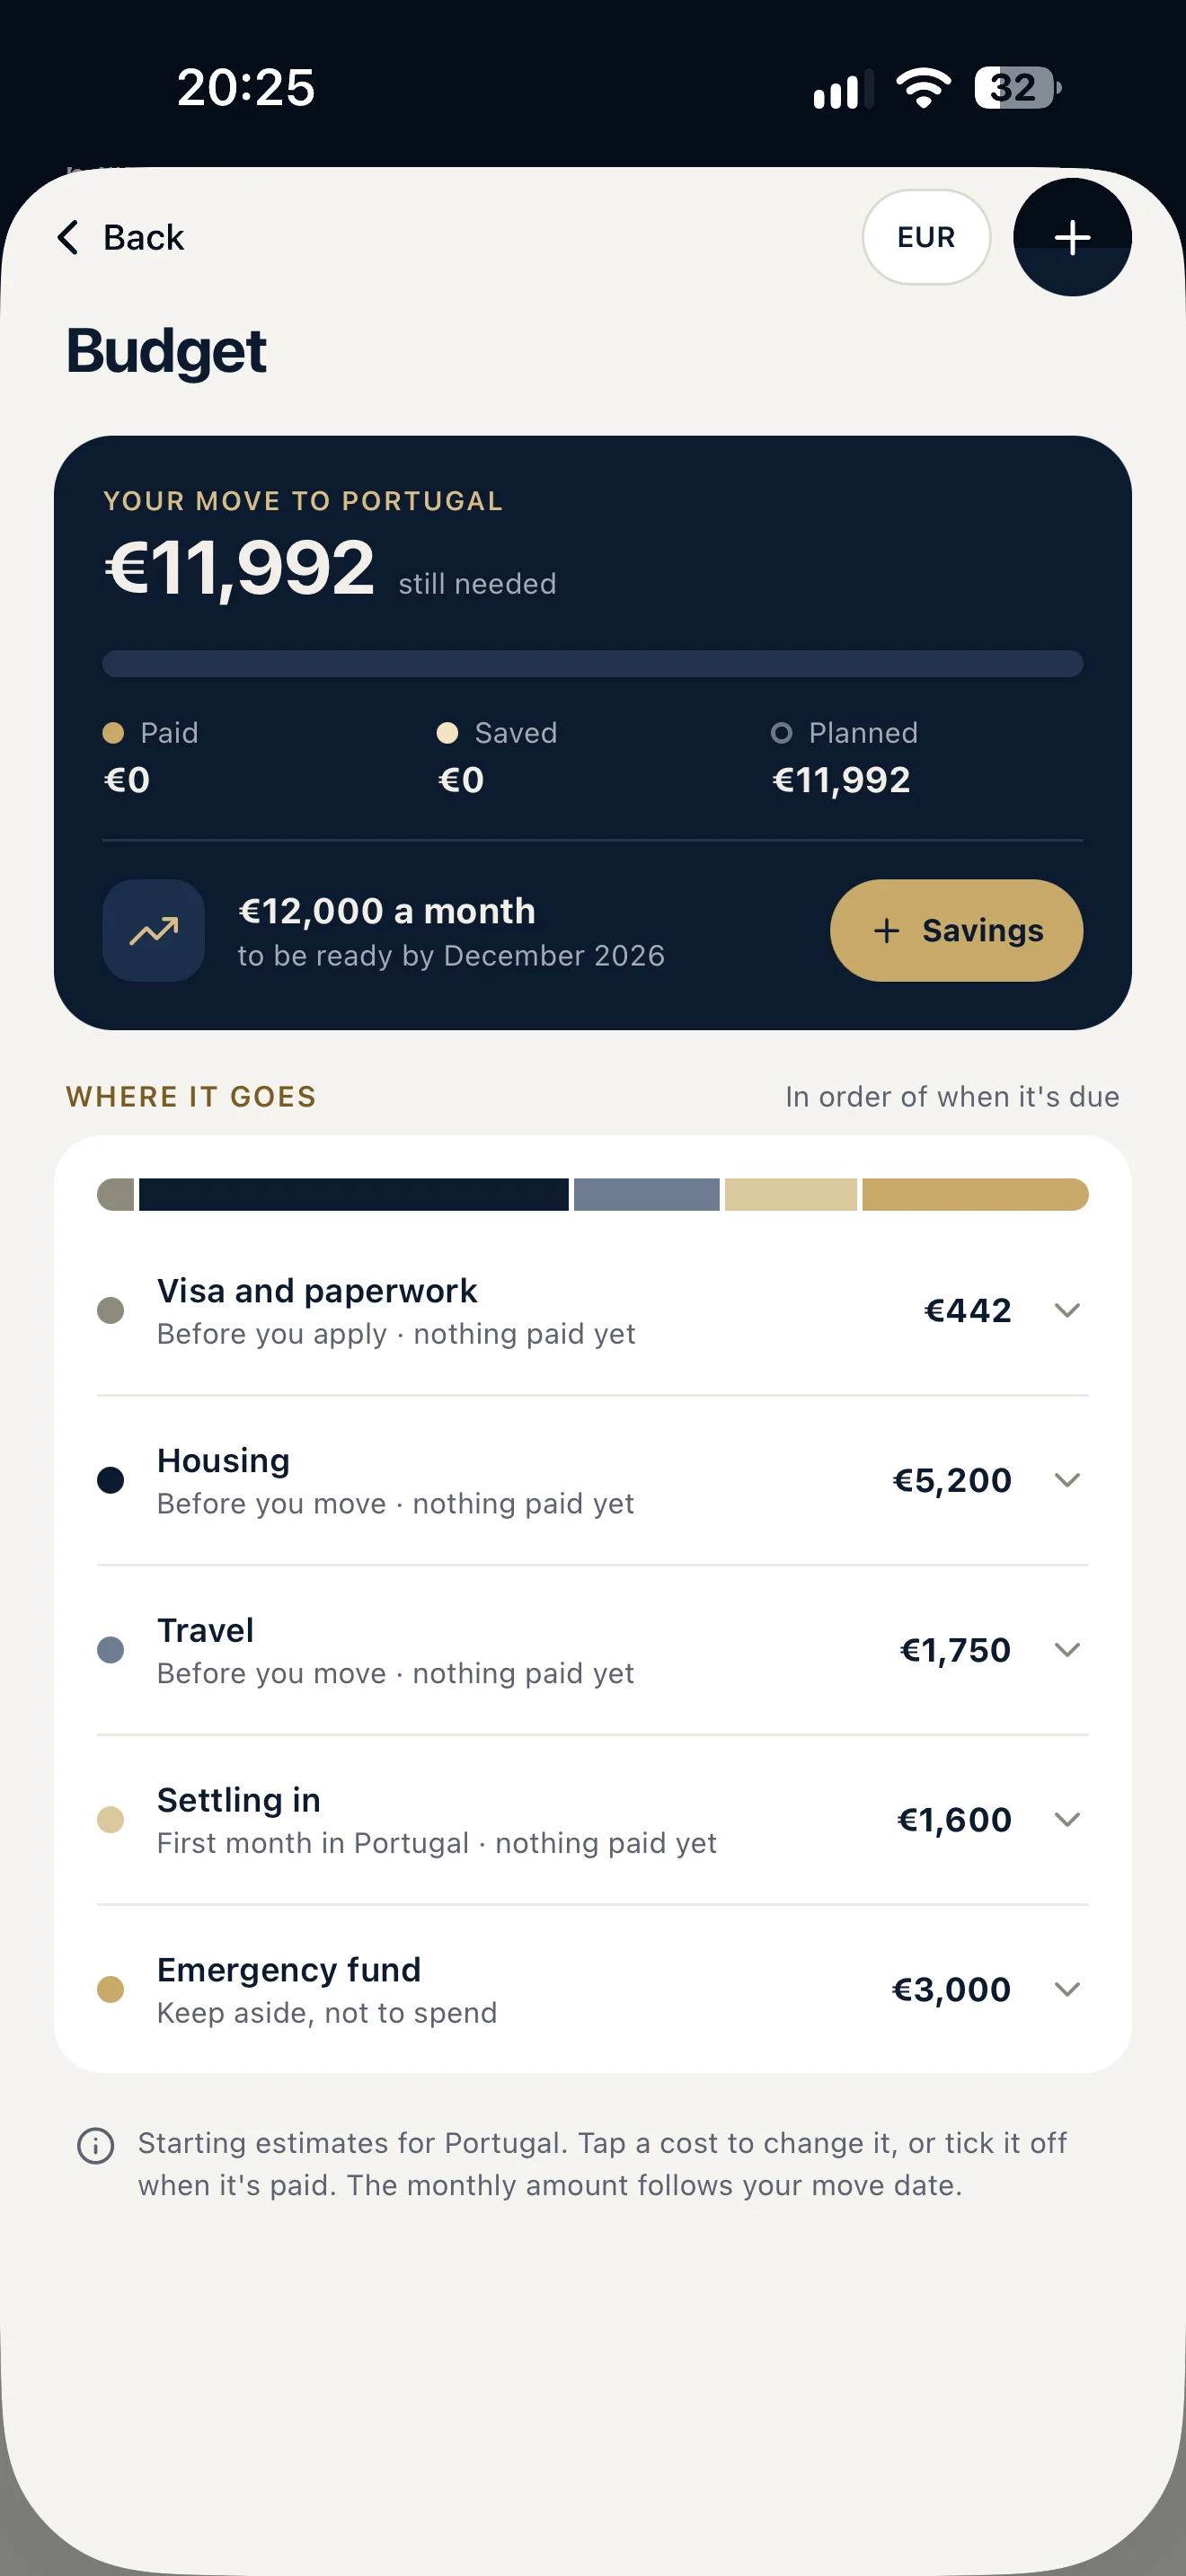 20:25
32
Back
EUR
Budget
YOUR MOVE TO PORTUGAL
€11,992 still needed
Paid
Saved
Planned
€0
€0
€11,992
€12,000 a month
to be ready by December 2026
Savings
WHERE IT GOES
In order of when it's due
Visa and paperwork
Before you apply · nothing paid yet
€442
Housing
Before you move · nothing paid yet
€5,200
Travel
Before you move · nothing paid yet
€1,750
Settling in
First month in Portugal · nothing paid yet
€1,600
Emergency fund
Keep aside, not to spend
€3,000
Starting estimates for Portugal. Tap a cost to change it, or tick it off
when it's paid. The monthly amount follows your move date.